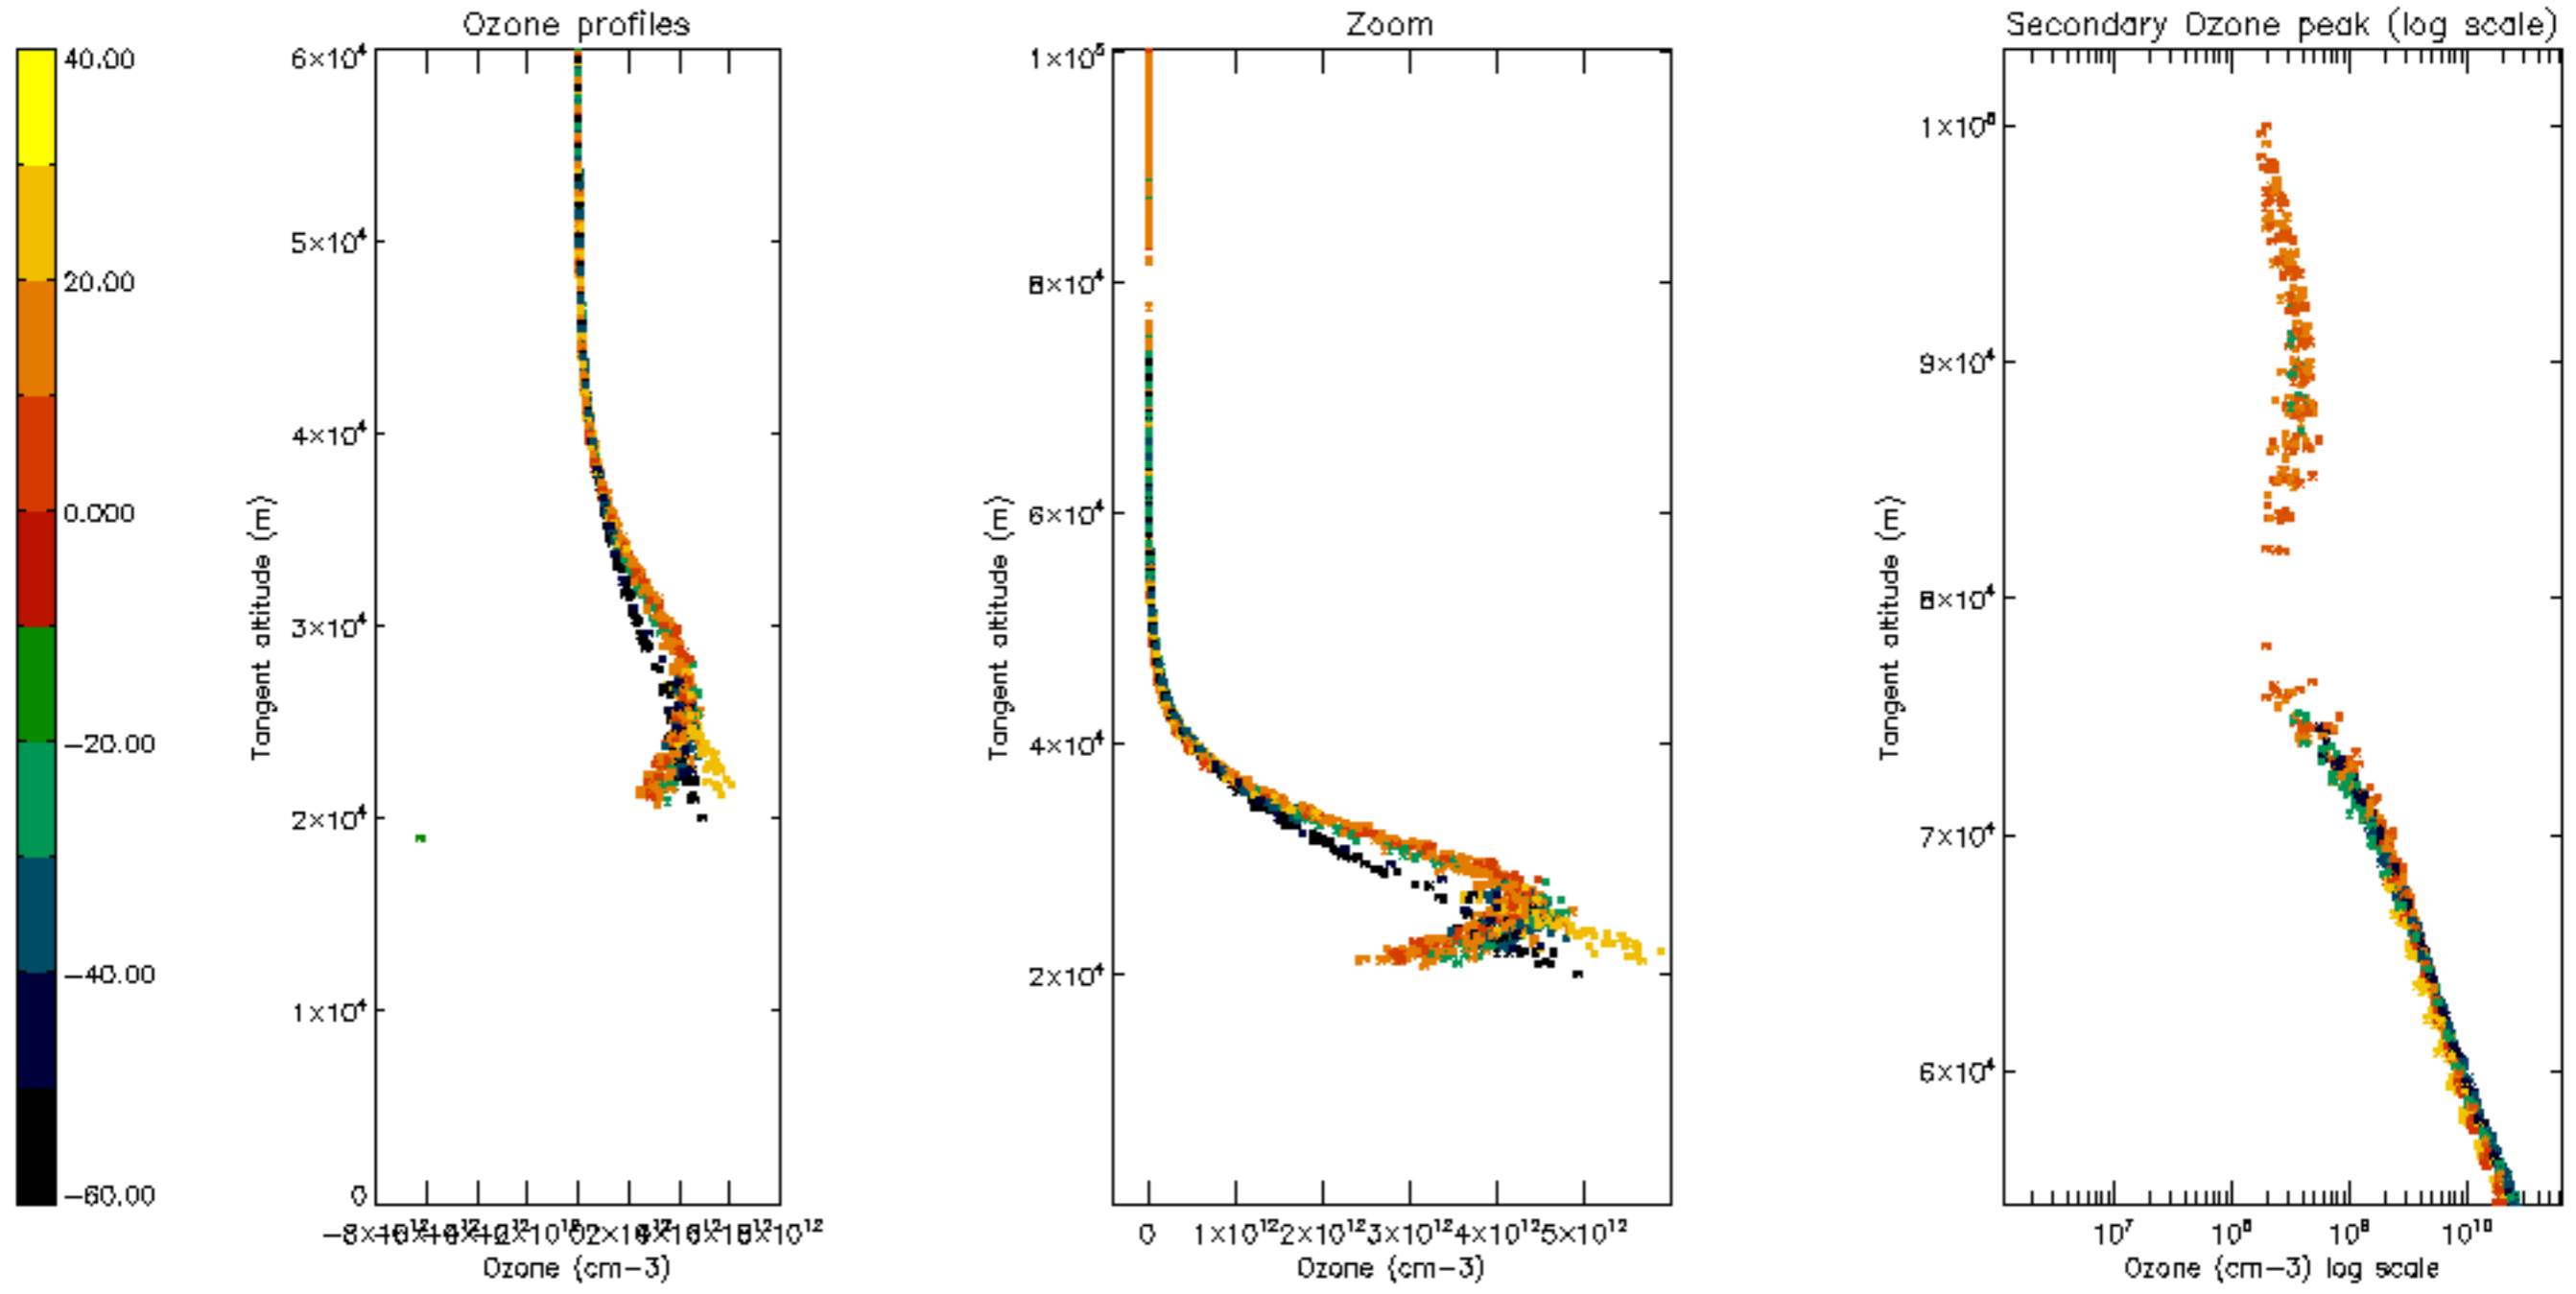 Ozone profiles
Zoom
Secondary Ozone peak (log scale)
40.00
20.00
0.000
−20.00
−40.00
−60.00
6×10⁴
5×10⁴
4×10⁴
3×10⁴
2×10⁴
1×10⁴
0
Tangent altitude (m)
Ozone (cm−3)
1×10⁵
8×10⁴
6×10⁴
4×10⁴
2×10⁴
Tangent altitude (m)
0 1×10¹² 2×10¹² 3×10¹² 4×10¹² 5×10¹²
Ozone (cm−3)
1×10⁵
9×10⁴
8×10⁴
7×10⁴
6×10⁴
Tangent altitude (m)
10⁷ 10⁸ 10⁹ 10¹⁰
Ozone (cm−3) log scale